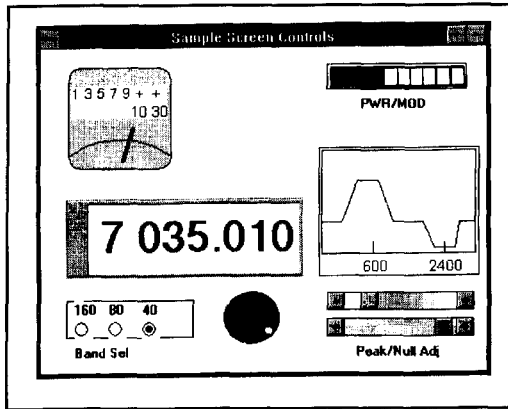 Sample Screen Controls
1 3 5 7 9 + +
10 30
PWR/MOD
7 035.010
600 2400
160 80 40
Band Sel
Peak/Null Adj